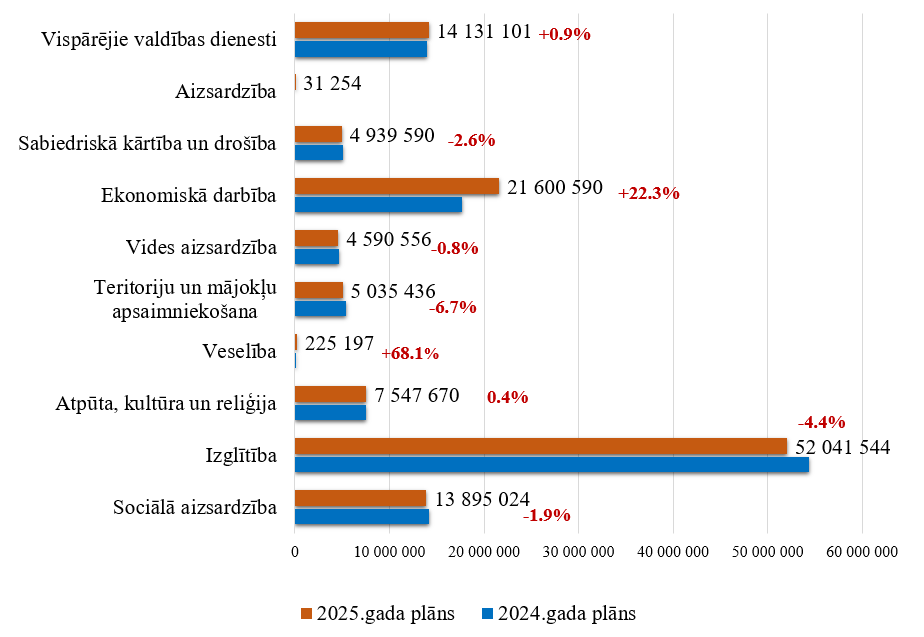 Vispārējie valdības dienesti 14 131 101 +0.9%
Aizsardzība 31 254
Sabiedriskā kārtība un drošība 4 939 590 -2.6%
Ekonomiskā darbība 21 600 590 +22.3%
Vides aizsardzība 4 590 556 -0.8%
Teritoriju un mājokļu
apsaimniekošana 5 035 436 -6.7%
Veselība 225 197 +68.1%
Atpūta, kultūra un reliģija 7 547 670 0.4%
-4.4%
Izglītība 52 041 544
Sociālā aizsardzība 13 895 024 -1.9%
0 10 000 000 20 000 000 30 000 000 40 000 000 50 000 000 60 000 000
2025.gada plāns 2024.gada plāns